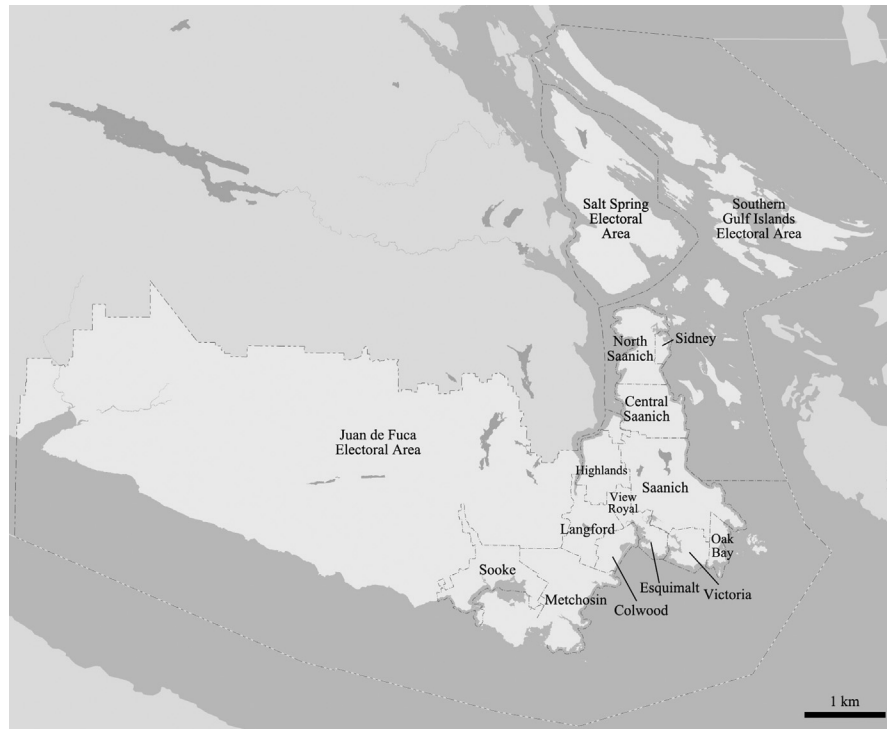 Salt Spring
Electoral
Area
Southern
Gulf Islands
Electoral Area
North
Saanich
Sidney
Central
Saanich
Juan de Fuca
Electoral Area
Highlands
Saanich
View
Royal
Langford
Oak
Bay
Sooke
Esquimalt
Victoria
Metchosin
Colwood
1 km